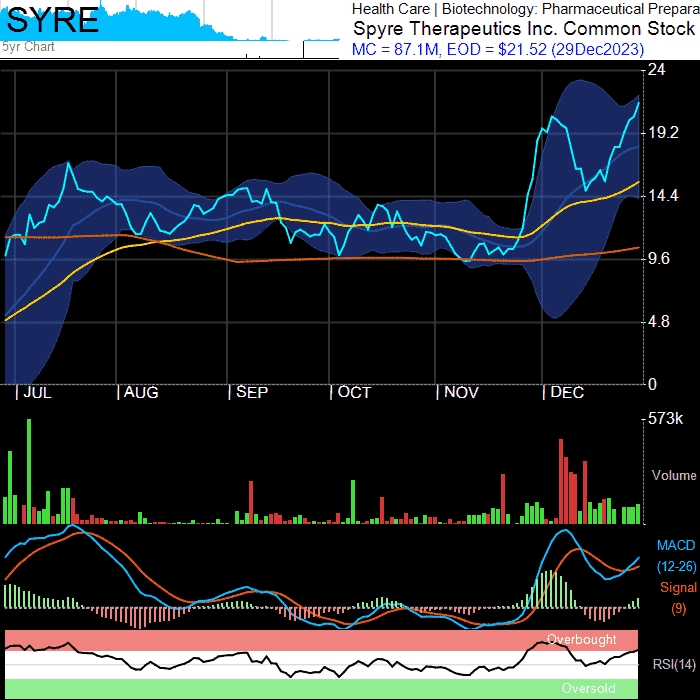 SYRE
5yr Chart
Health Care | Biotechnology: Pharmaceutical Prepara
Spyre Therapeutics Inc. Common Stock
MC = 87.1M, EOD = $21.52 (29Dec2023)
24
19.2
14.4
9.6
4.8
0
JUL
AUG
SEP
OCT
NOV
DEC
573k
Volume
MACD
(12-26)
Signal
(9)
Overbought
RSI(14)
Oversold